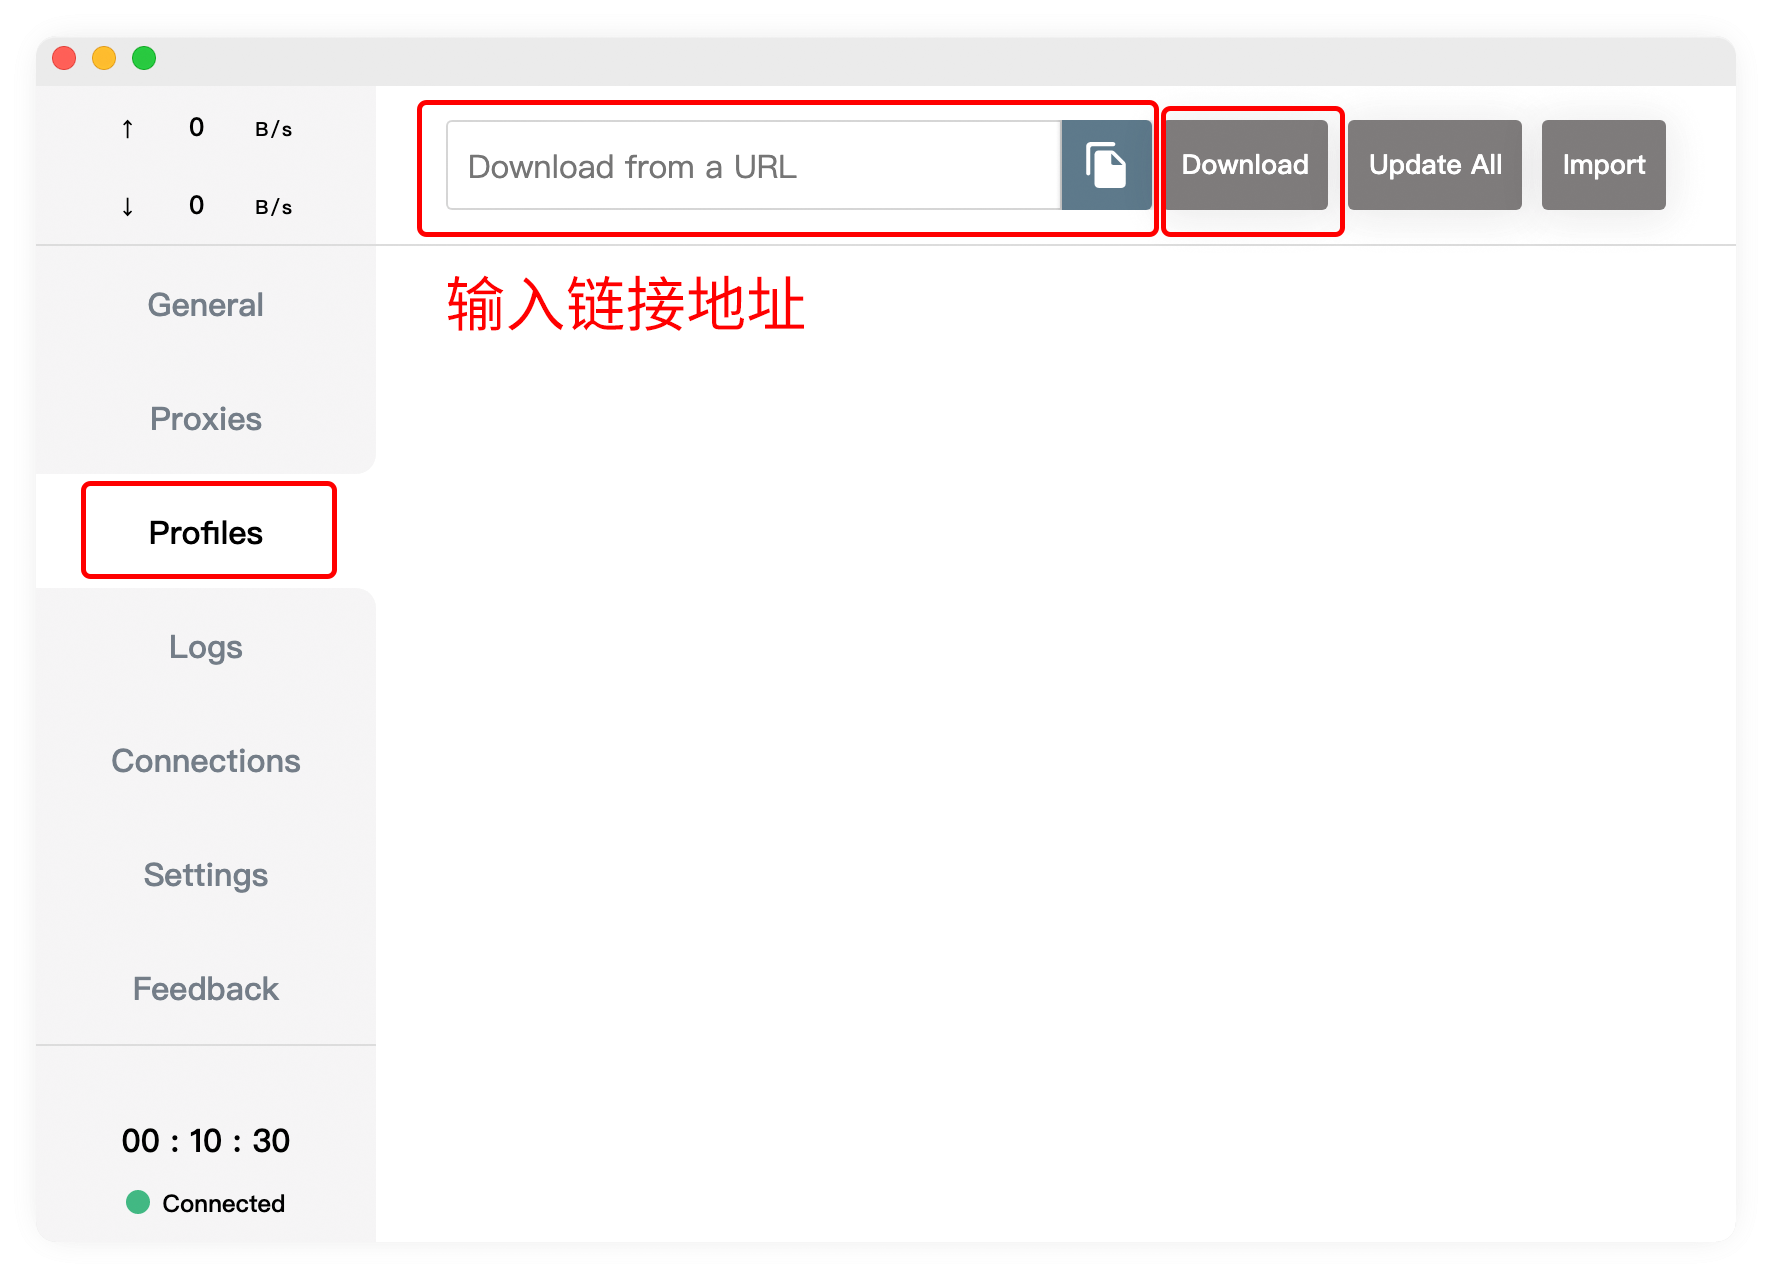 ↑ 0 B/s
↓ 0 B/s
General
Proxies
Profiles
Logs
Connections
Settings
Feedback
00 : 10 : 30
Connected
Download from a URL
Download
Update All
Import
输入链接地址